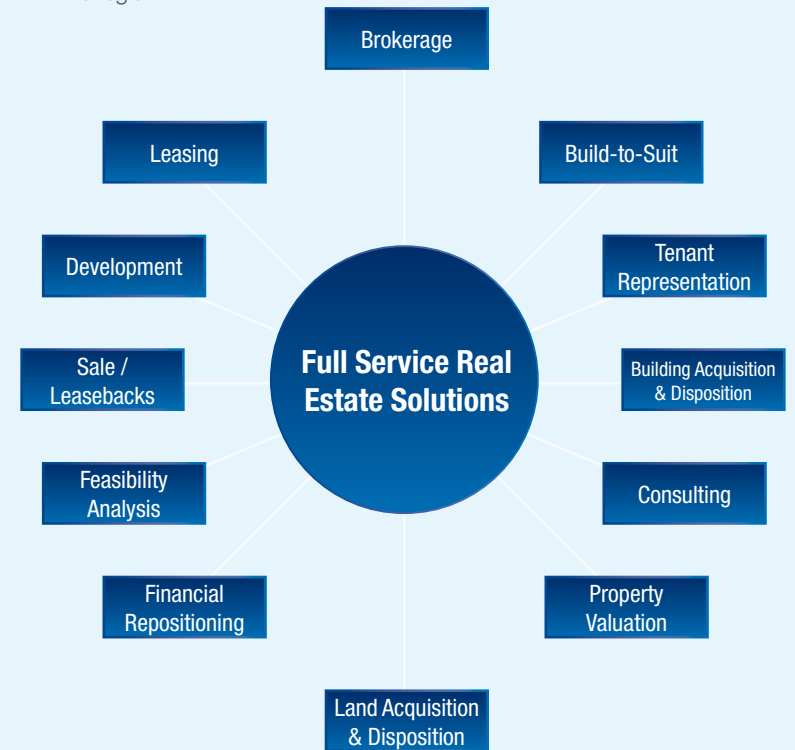 Brokerage
Leasing
Build-to-Suit
Development
Tenant
Representation
Full Service Real
Estate Solutions
Sale /
Leasebacks
Building Acquisition
& Disposition
Feasibility
Analysis
Consulting
Financial
Repositioning
Property
Valuation
Land Acquisition
& Disposition